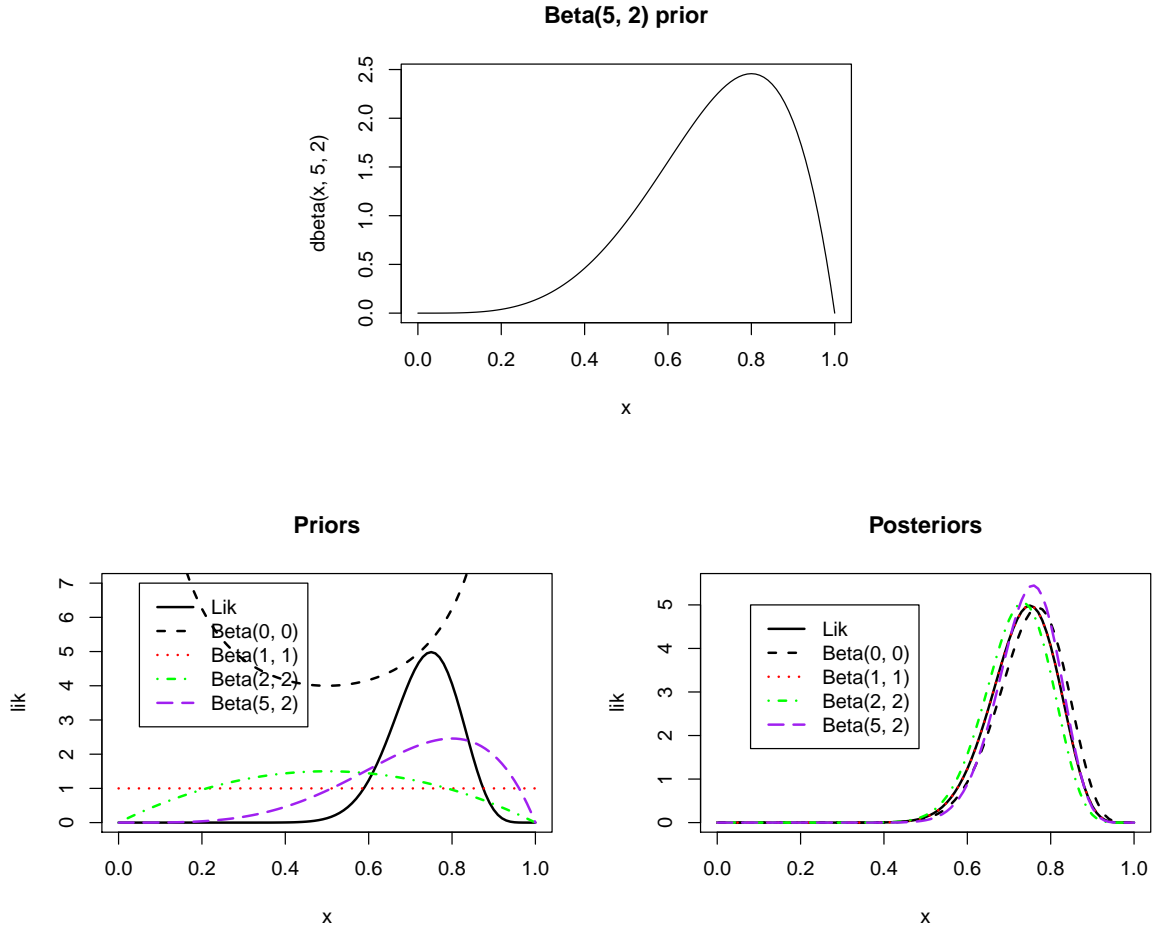 Beta(5, 2) prior
dbeta(x, 5, 2)
2.5
2.0
1.5
1.0
0.5
0.0
0.0 0.2 0.4 0.6 0.8 1.0
x
Priors
lik
7
6
5
4
3
2
1
0
Lik
Beta(0, 0)
Beta(1, 1)
Beta(2, 2)
Beta(5, 2)
0.0 0.2 0.4 0.6 0.8 1.0
x
Posteriors
lik
5
4
3
2
1
0
Lik
Beta(0, 0)
Beta(1, 1)
Beta(2, 2)
Beta(5, 2)
0.0 0.2 0.4 0.6 0.8 1.0
x